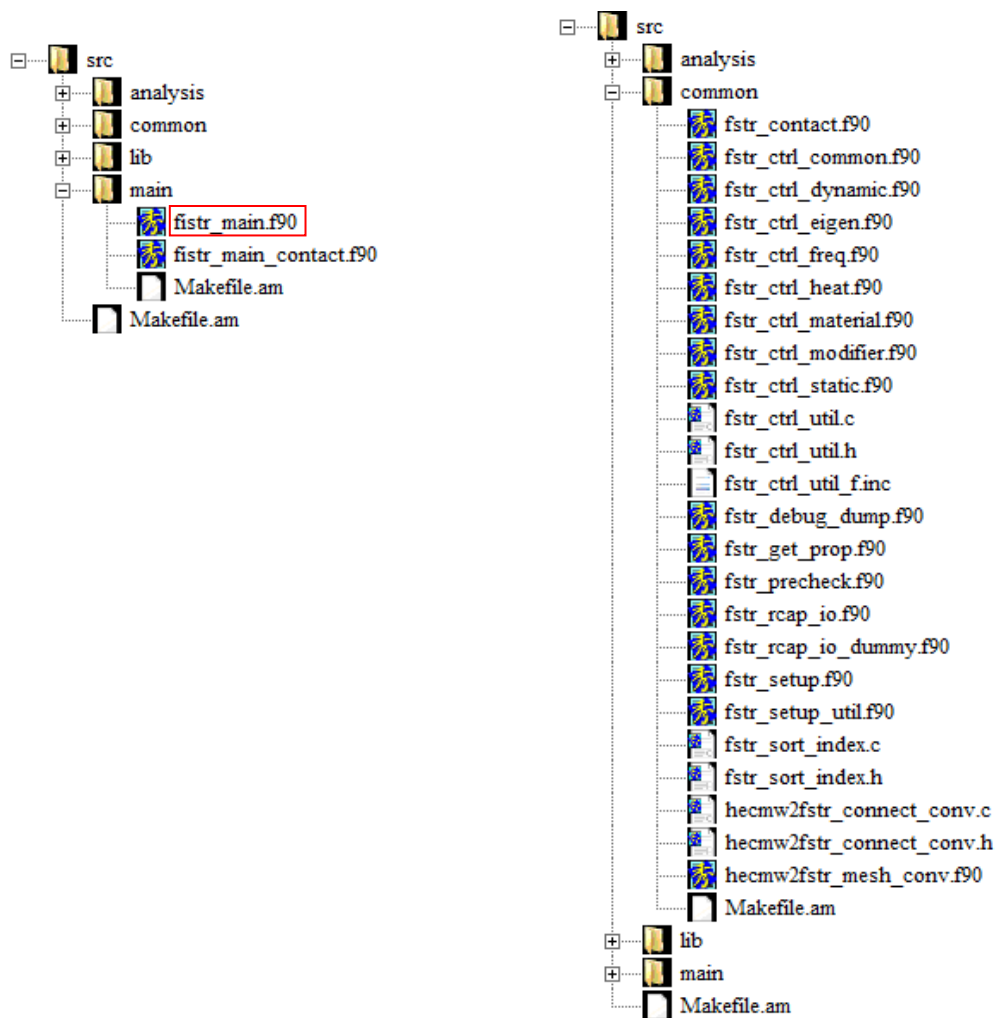 src
analysis
common
lib
main
fistr_main.f90
fistr_main_contact.f90
Makefile.am
Makefile.am
src
analysis
common
fstr_contact.f90
fstr_ctrl_common.f90
fstr_ctrl_dynamic.f90
fstr_ctrl_eigen.f90
fstr_ctrl_freq.f90
fstr_ctrl_heat.f90
fstr_ctrl_material.f90
fstr_ctrl_modifier.f90
fstr_ctrl_static.f90
fstr_ctrl_util.c
fstr_ctrl_util.h
fstr_ctrl_util_f.inc
fstr_debug_dump.f90
fstr_get_prop.f90
fstr_precheck.f90
fstr_rcap_io.f90
fstr_rcap_io_dummy.f90
fstr_setup.f90
fstr_setup_util.f90
fstr_sort_index.c
fstr_sort_index.h
hecmw2fstr_connect_conv.c
hecmw2fstr_connect_conv.h
hecmw2fstr_mesh_conv.f90
Makefile.am
lib
main
Makefile.am